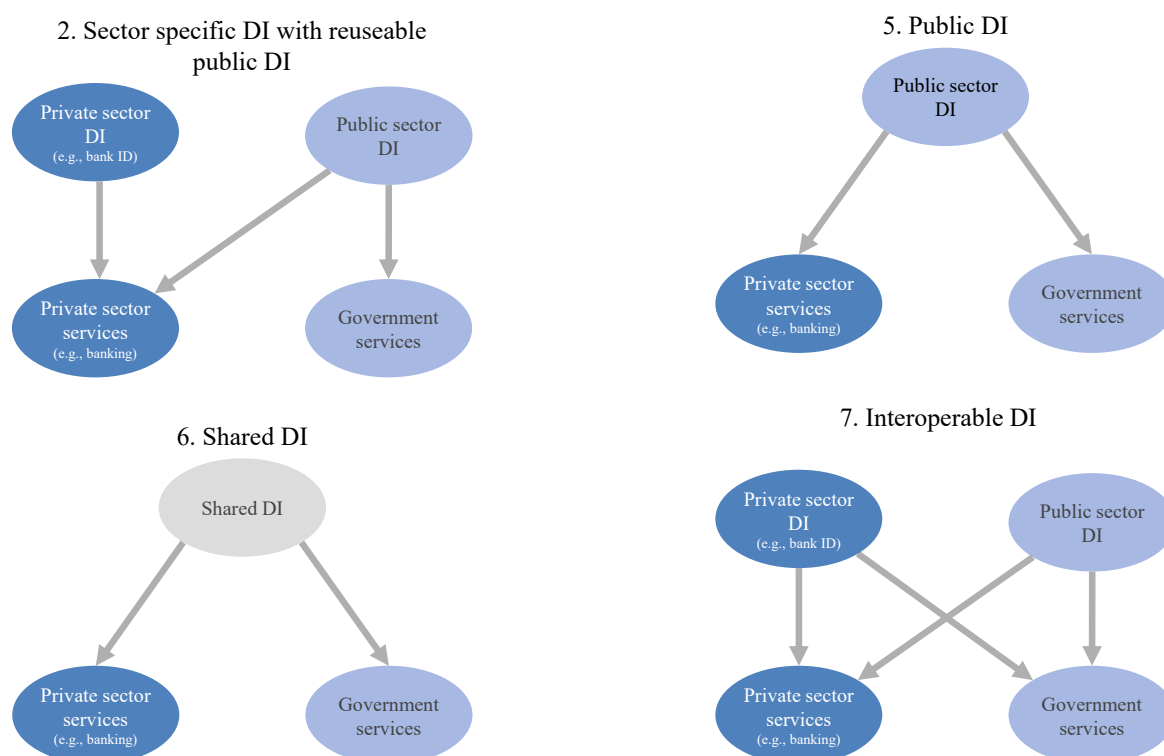 2. Sector specific DI with reuseable
public DI
Private sector
DI
(e.g., bank ID)
Public sector
DI
Private sector
services
(e.g., banking)
Government
services
5. Public DI
Public sector
DI
Private sector
services
(e.g., banking)
Government
services
6. Shared DI
Shared DI
Private sector
services
(e.g., banking)
Government
services
7. Interoperable DI
Private sector
DI
(e.g., bank ID)
Public sector
DI
Private sector
services
(e.g., banking)
Government
services